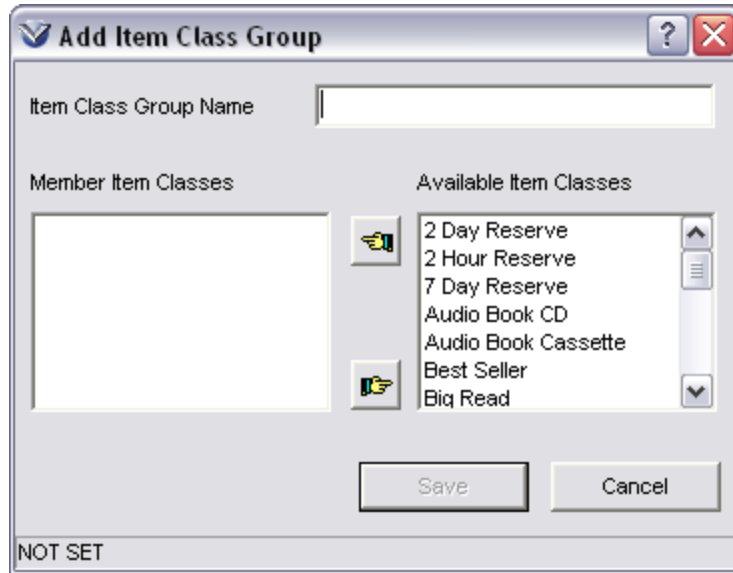 Add Item Class Group
Item Class Group Name
Member Item Classes
Available Item Classes
2 Day Reserve
2 Hour Reserve
7 Day Reserve
Audio Book CD
Audio Book Cassette
Best Seller
Big Read
Save
Cancel
NOT SET